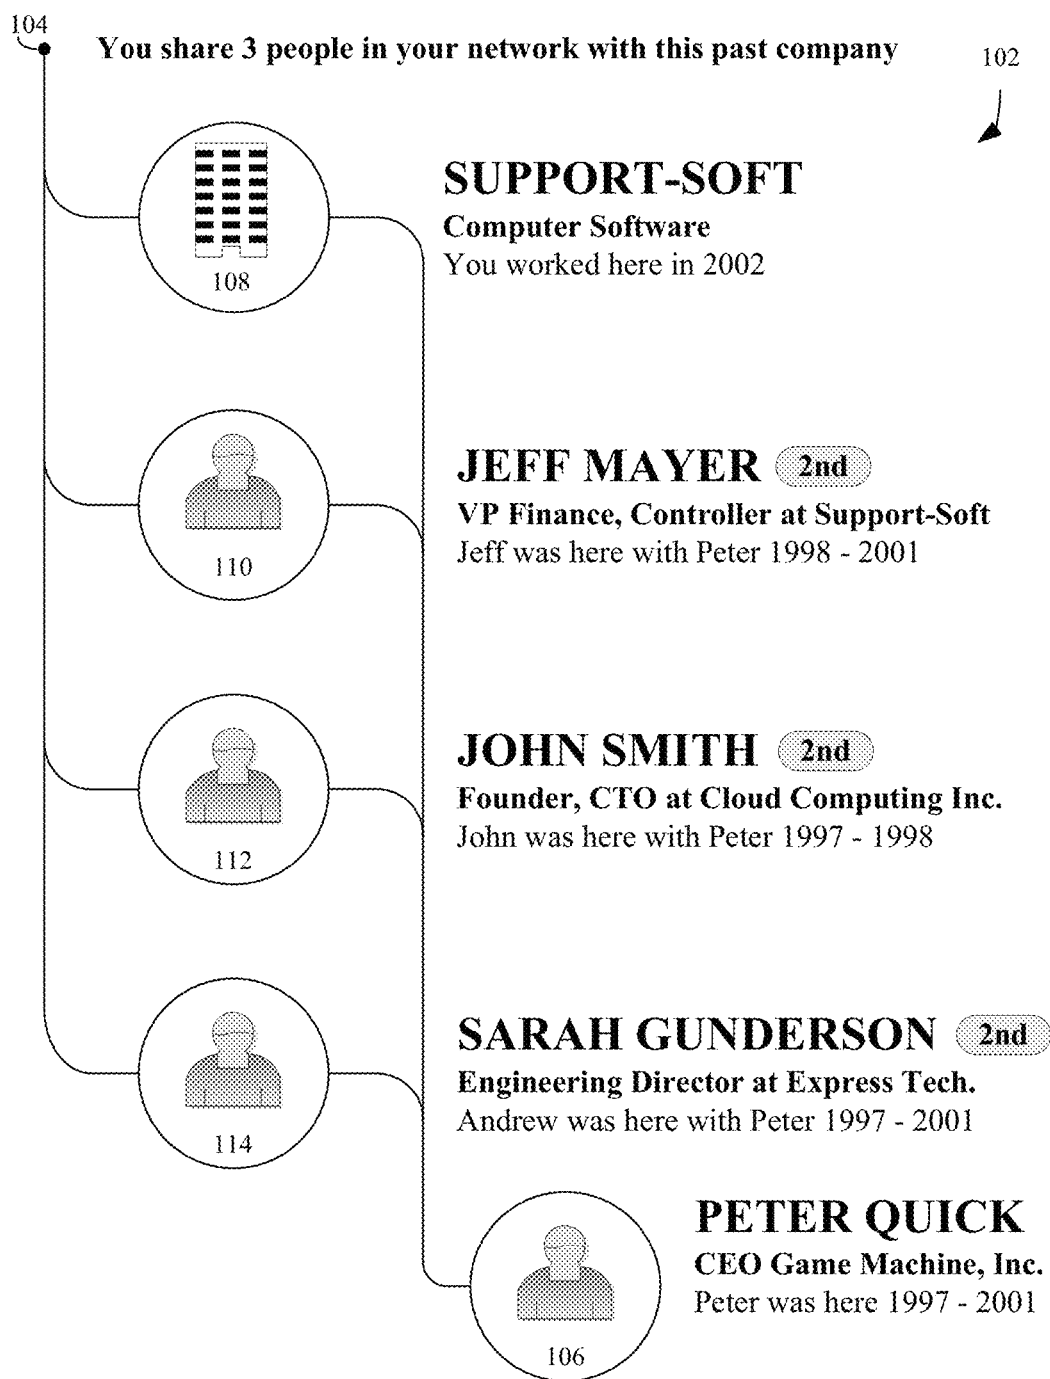 104
You share 3 people in your network with this past company
102
SUPPORT-SOFT
Computer Software
You worked here in 2002
108
JEFF MAYER 2nd
VP Finance, Controller at Support-Soft
Jeff was here with Peter 1998 - 2001
110
JOHN SMITH 2nd
Founder, CTO at Cloud Computing Inc.
John was here with Peter 1997 - 1998
112
SARAH GUNDERSON 2nd
Engineering Director at Express Tech.
Andrew was here with Peter 1997 - 2001
114
PETER QUICK
CEO Game Machine, Inc.
Peter was here 1997 - 2001
106